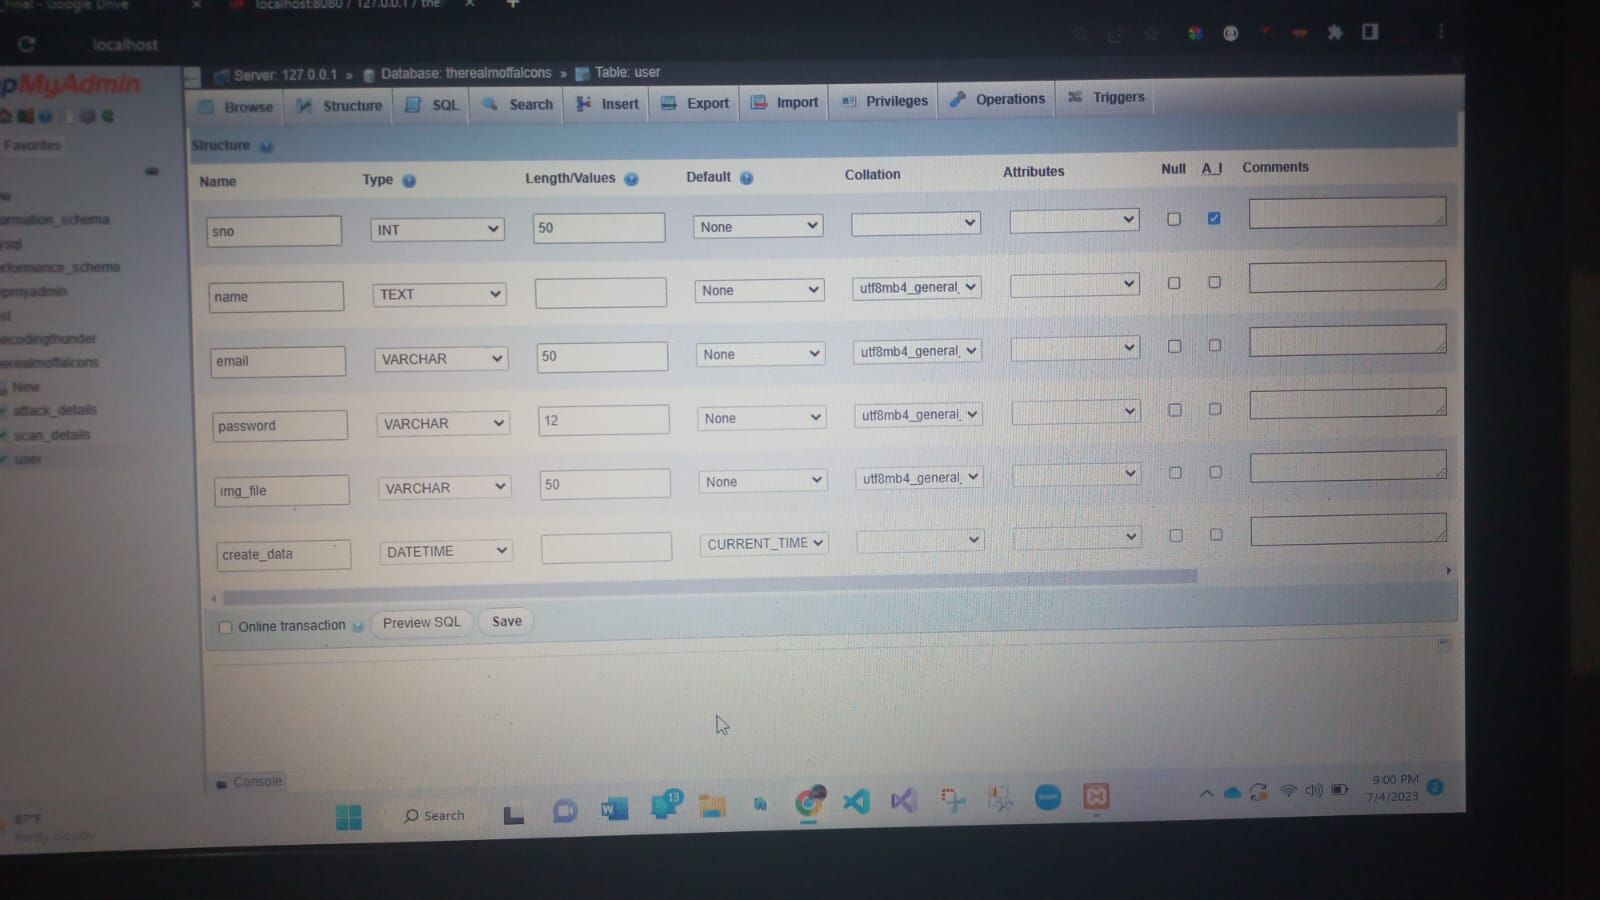 Final - Google Drive
localhost:8080 / 127.0.0.1 / the
localhost
pMyAdmin
Server: 127.0.0.1 » Database: therealmoffalcons » Table: user
Browse Structure SQL Search Insert Export Import Privileges Operations Triggers
Favorites
Structure
Name Type Length/Values Default Collation Attributes Null A_I Comments
sno INT 50 None
name TEXT None utf8mb4_general_
email VARCHAR 50 None utf8mb4_general_
password VARCHAR 12 None utf8mb4_general_
img_file VARCHAR 50 None utf8mb4_general_
create_data DATETIME CURRENT_TIME
ormation_schema
ysql
rformance_schema
pmyadmin
st
ecodingthunder
erealmoffalcons
New
attack_details
scan_details
user
Online transaction Preview SQL Save
Console
87°F
Partly cloudy
Search
13
9:00 PM
7/4/2023
2